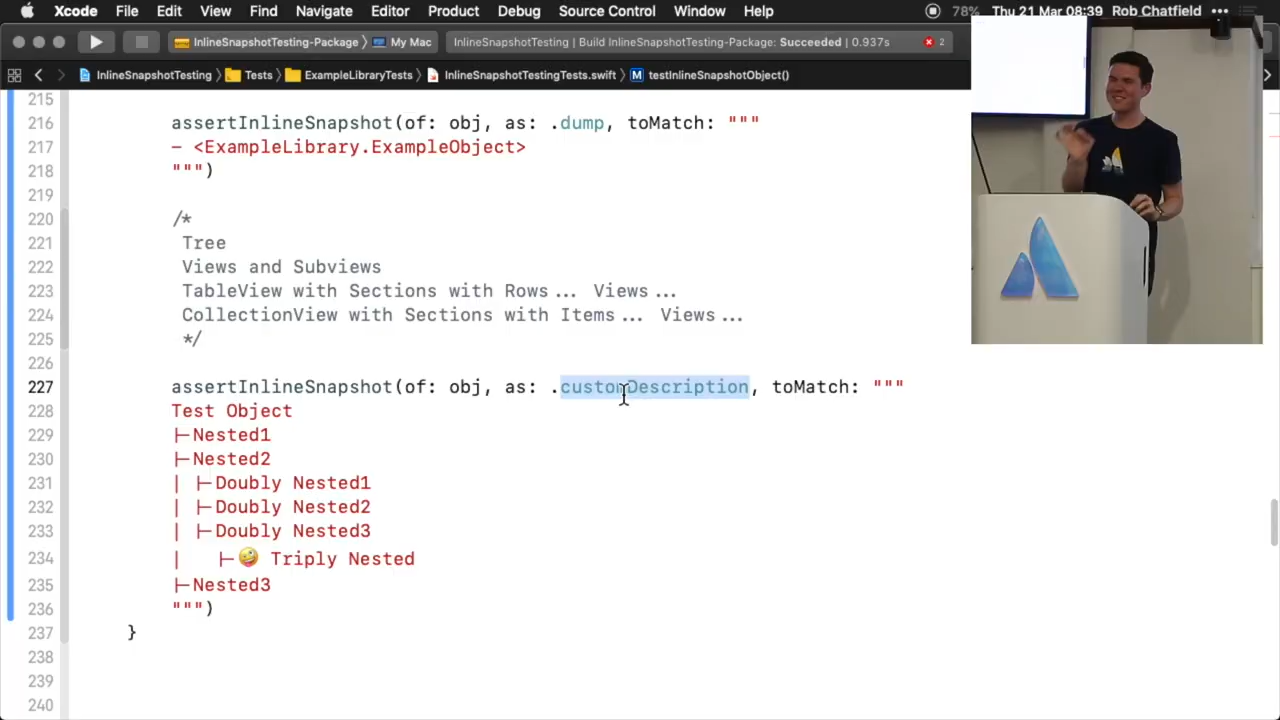 Xcode File Edit View Find Navigate Editor Product Debug Source Control Window Help 78% Thu 21 Mar 08:39 Rob Chatfield
InlineSnapshotTesting-Package 〉 My Mac InlineSnapshotTesting | Build InlineSnapshotTesting-Package: Succeeded | 0.937s 2
InlineSnapshotTesting 〉 Tests 〉 ExampleLibraryTests 〉 InlineSnapshotTestingTests.swift 〉 M testInlineSnapshotObject()
215
216 assertInlineSnapshot(of: obj, as: .dump, toMatch: """
217 - <ExampleLibrary.ExampleObject>
218 """)
219
220 /*
221 Tree
222 Views and Subviews
223 TableView with Sections with Rows... Views...
224 CollectionView with Sections with Items... Views...
225 */
226
227 assertInlineSnapshot(of: obj, as: .customDescription, toMatch: """
228 Test Object
229 ├─Nested1
230 ├─Nested2
231 | ├─Doubly Nested1
232 | ├─Doubly Nested2
233 | ├─Doubly Nested3
234 |   ├─🤪 Triply Nested
235 ├─Nested3
236 """)
237 }
238
239
240